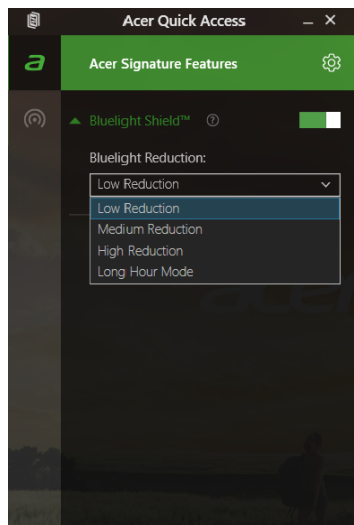 Acer Quick Access
a
Acer Signature Features
Bluelight Shield™ ?
Bluelight Reduction:
Low Reduction
Low Reduction
Medium Reduction
High Reduction
Long Hour Mode
acer